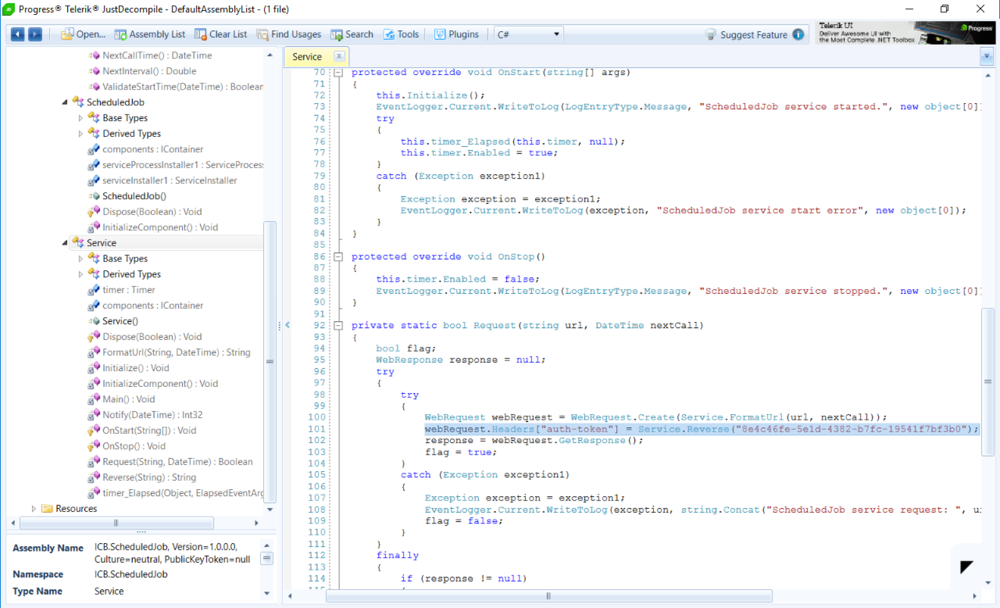 Progress® Telerik® JustDecompile - DefaultAssemblyList - (1 file)
Open... Assembly List Clear List Find Usages Search Tools Plugins C# Suggest Feature
Telerik UI
Deliver Awesome UI with
the Most Complete .NET Toolbox
Progress
NextCallTime() : DateTime
NextInterval() : Double
ValidateStartTime(DateTime) : Boolean
ScheduledJob
Base Types
Derived Types
components : IContainer
serviceProcessInstaller1 : ServiceProces
serviceInstaller1 : ServiceInstaller
ScheduledJob()
Dispose(Boolean) : Void
InitializeComponent() : Void
Service
Base Types
Derived Types
timer : Timer
components : IContainer
Service()
Dispose(Boolean) : Void
FormatUrl(String, DateTime) : String
Initialize() : Void
InitializeComponent() : Void
Main() : Void
Notify(DateTime) : Int32
OnStart(String[]) : Void
OnStop() : Void
Request(String, DateTime) : Boolean
Reverse(String) : String
timer_Elapsed(Object, ElapsedEventArg
Resources
Assembly Name ICB.ScheduledJob, Version=1.0.0.0,
Culture=neutral, PublicKeyToken=null
Namespace ICB.ScheduledJob
Type Name Service
Service
70 protected override void OnStart(string[] args)
71 {
72 this.Initialize();
73 EventLogger.Current.WriteToLog(LogEntryType.Message, "ScheduledJob service started.", new object[0]
74 try
75 {
76 this.timer_Elapsed(this.timer, null);
77 this.timer.Enabled = true;
78 }
79 catch (Exception exception1)
80 {
81 Exception exception = exception1;
82 EventLogger.Current.WriteToLog(exception, "ScheduledJob service start error", new object[0]);
83 }
84 }
85
86 protected override void OnStop()
87 {
88 this.timer.Enabled = false;
89 EventLogger.Current.WriteToLog(LogEntryType.Message, "ScheduledJob service stopped.", new object[0]
90 }
91
92 private static bool Request(string url, DateTime nextCall)
93 {
94 bool flag;
95 WebResponse response = null;
96 try
97 {
98 try
99 {
100 WebRequest webRequest = WebRequest.Create(Service.FormatUrl(url, nextCall));
101 webRequest.Headers["auth-token"] = Service.Reverse("8e4c46fe-5e1d-4382-b7fc-19541f7bf3b0");
102 response = webRequest.GetResponse();
103 flag = true;
104 }
105 catch (Exception exception1)
106 {
107 Exception exception = exception1;
108 EventLogger.Current.WriteToLog(exception, string.Concat("ScheduledJob service request: ", u
109 flag = false;
110 }
111 }
112 finally
113 {
114 if (response != null)